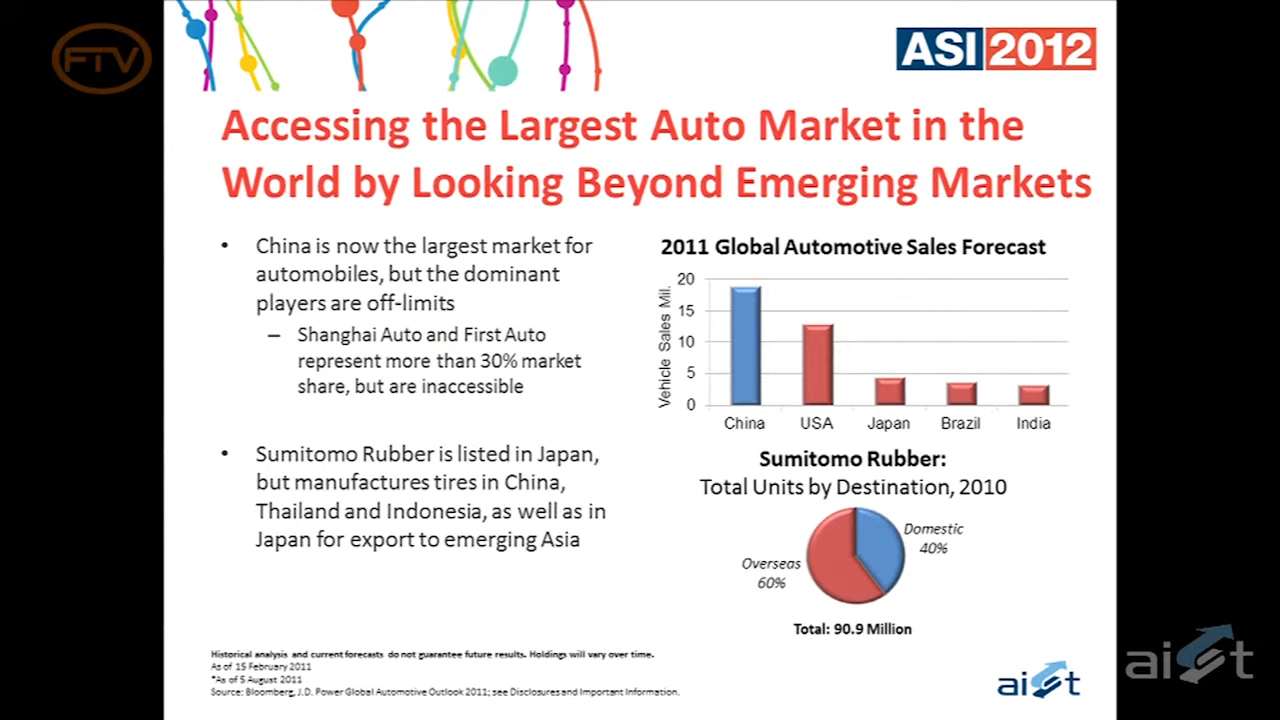 FTV
ASI 2012
Accessing the Largest Auto Market in the
World by Looking Beyond Emerging Markets
• China is now the largest market for
automobiles, but the dominant
players are off-limits
– Shanghai Auto and First Auto
represent more than 30% market
share, but are inaccessible
• Sumitomo Rubber is listed in Japan,
but manufactures tires in China,
Thailand and Indonesia, as well as in
Japan for export to emerging Asia
2011 Global Automotive Sales Forecast
Vehicle Sales Mil.
20
15
10
5
0
China USA Japan Brazil India
Sumitomo Rubber:
Total Units by Destination, 2010
Domestic
40%
Overseas
60%
Total: 90.9 Million
Historical analysis and current forecasts do not guarantee future results. Holdings will vary over time.
As of 15 February 2011
*As of 5 August 2011
Source: Bloomberg, J.D. Power Global Automotive Outlook 2011; see Disclosures and Important Information.
aist
aist